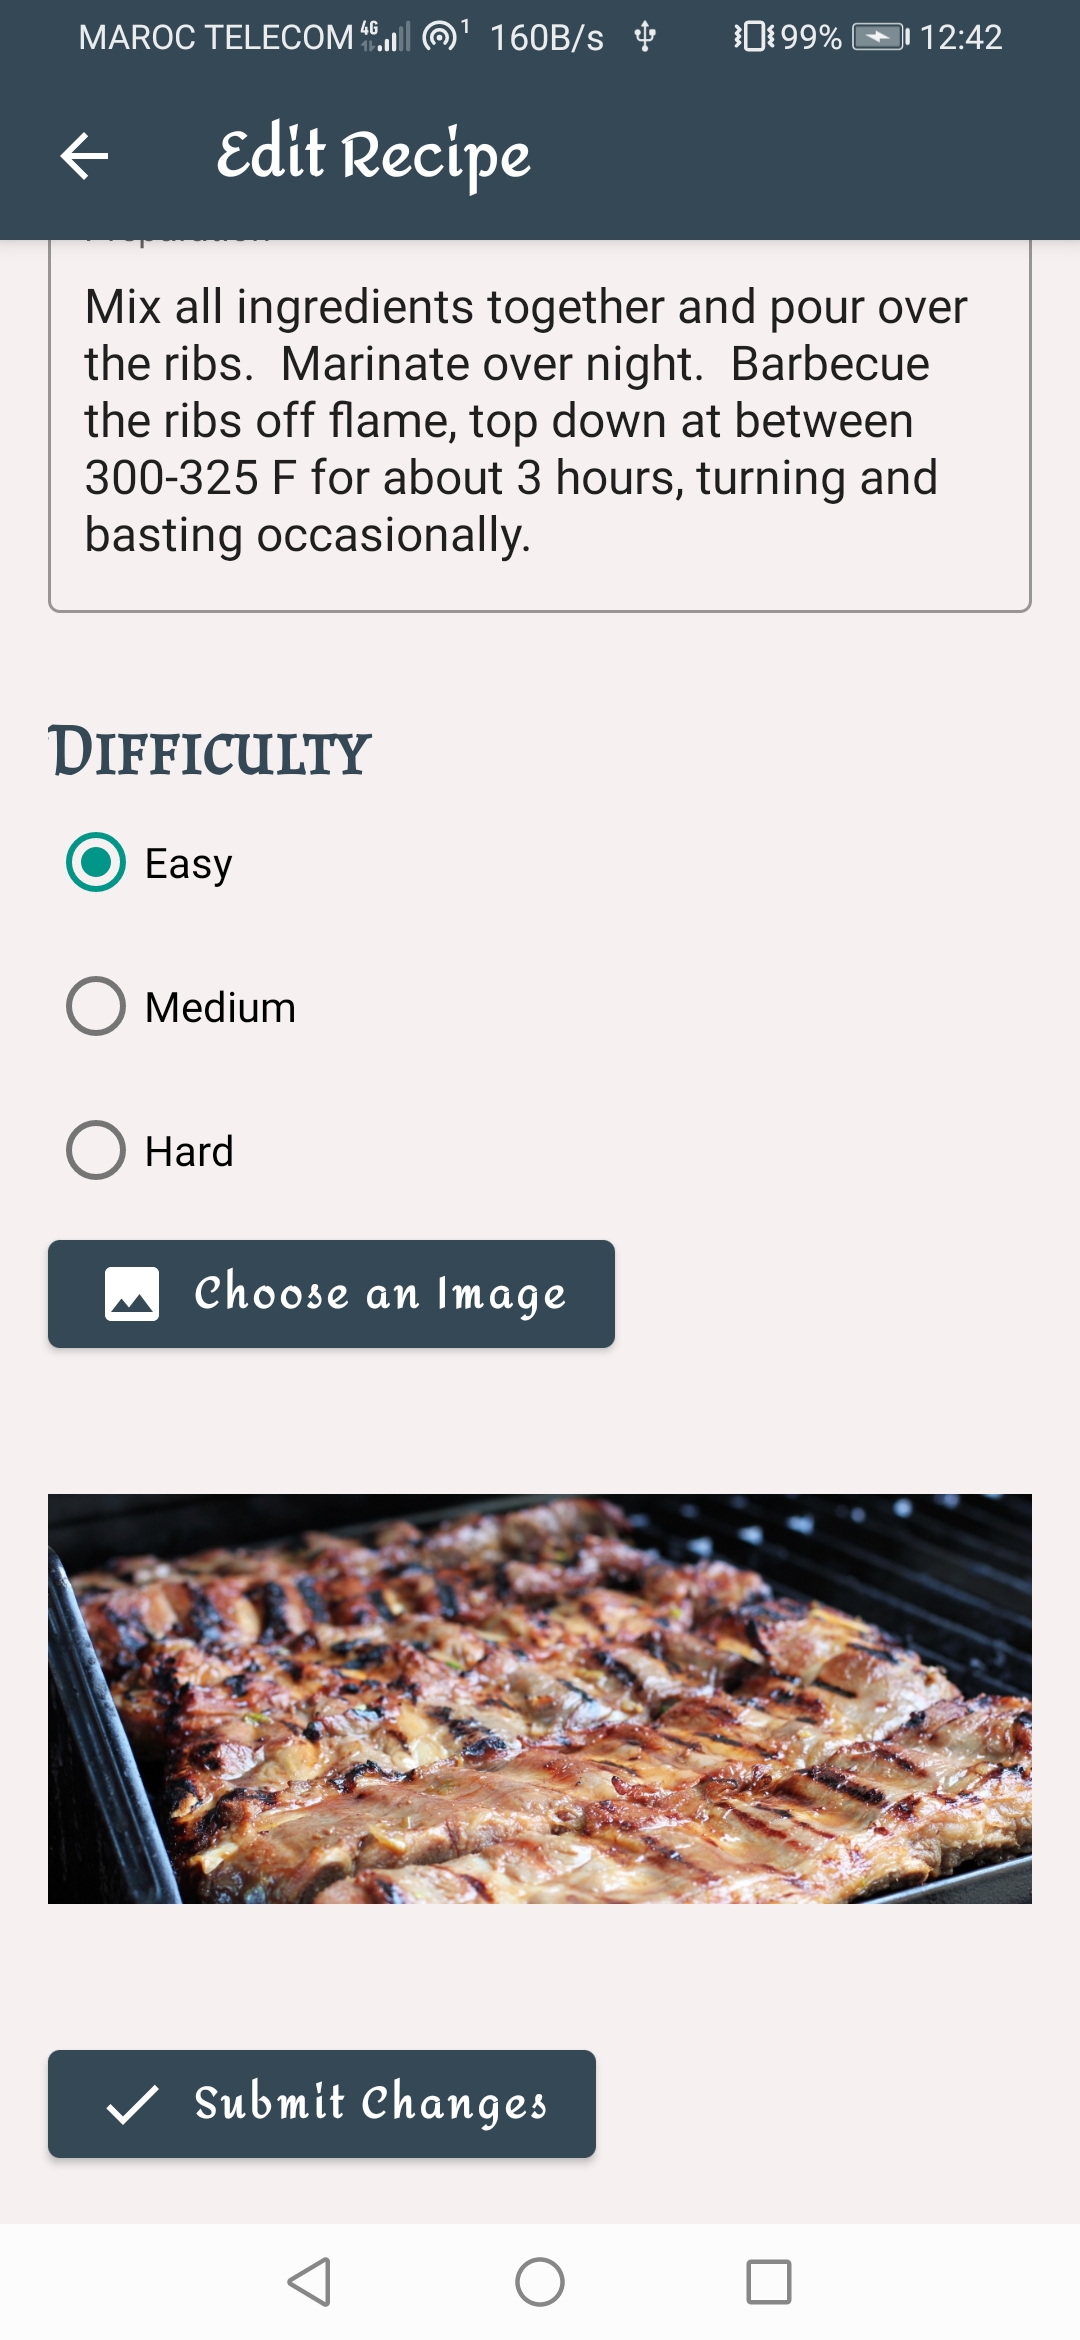 MAROC TELECOM 4G 1 160B/s 99% 12:42
Edit Recipe
Preparation
Mix all ingredients together and pour over
the ribs.  Marinate over night.  Barbecue
the ribs off flame, top down at between
300-325 F for about 3 hours, turning and
basting occasionally.
Difficulty
Easy
Medium
Hard
Choose an Image
Submit Changes